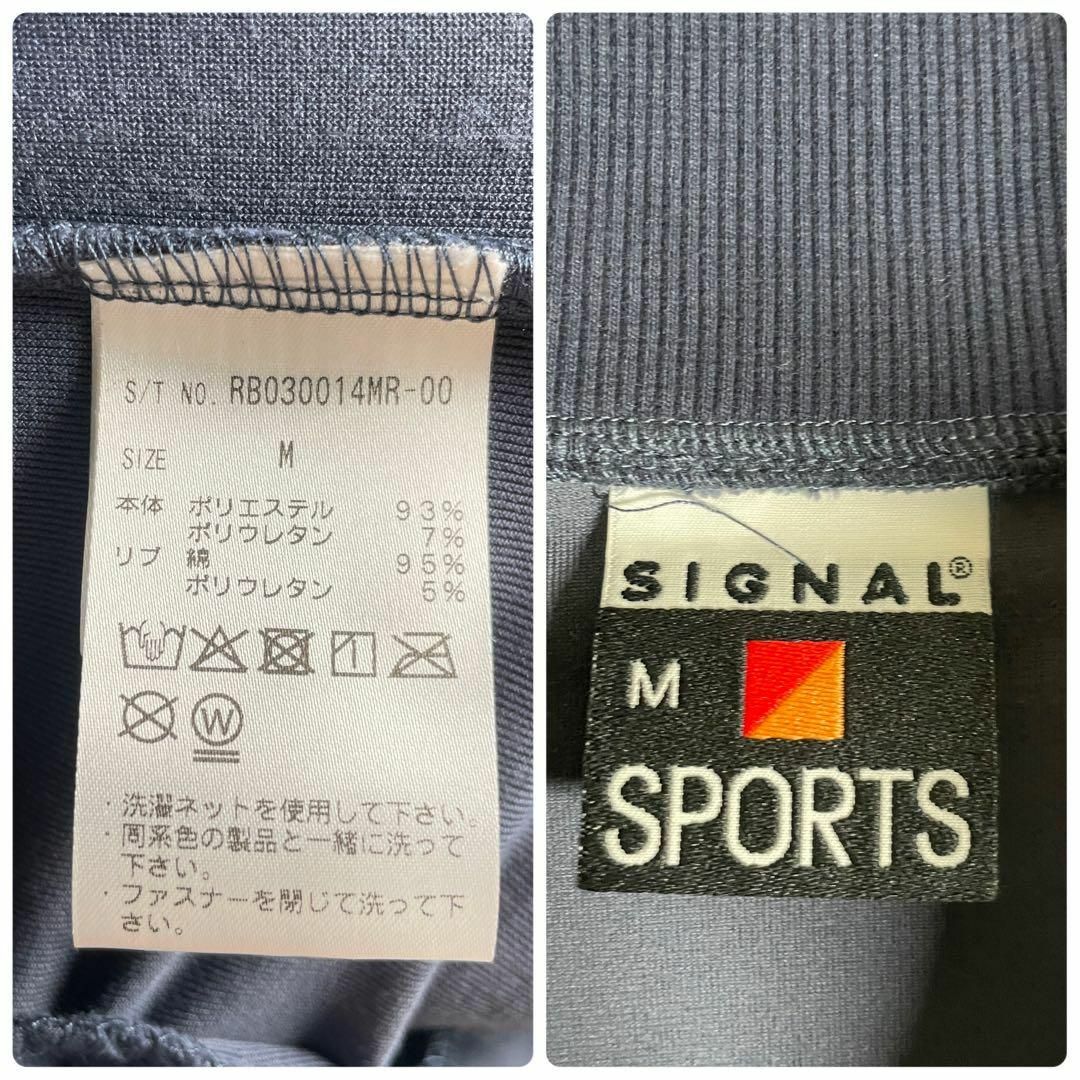 S/T NO. RB030014MR-00
SIZE M
本体 ポリエステル 93%
ポリウレタン 7%
リブ 綿 95%
ポリウレタン 5%
W
・洗濯ネットを使用して下さい。
・同系色の製品と一緒に洗って
下さい。
・ファスナーを閉じて洗って下
さい。
SIGNAL®
M
SPORTS